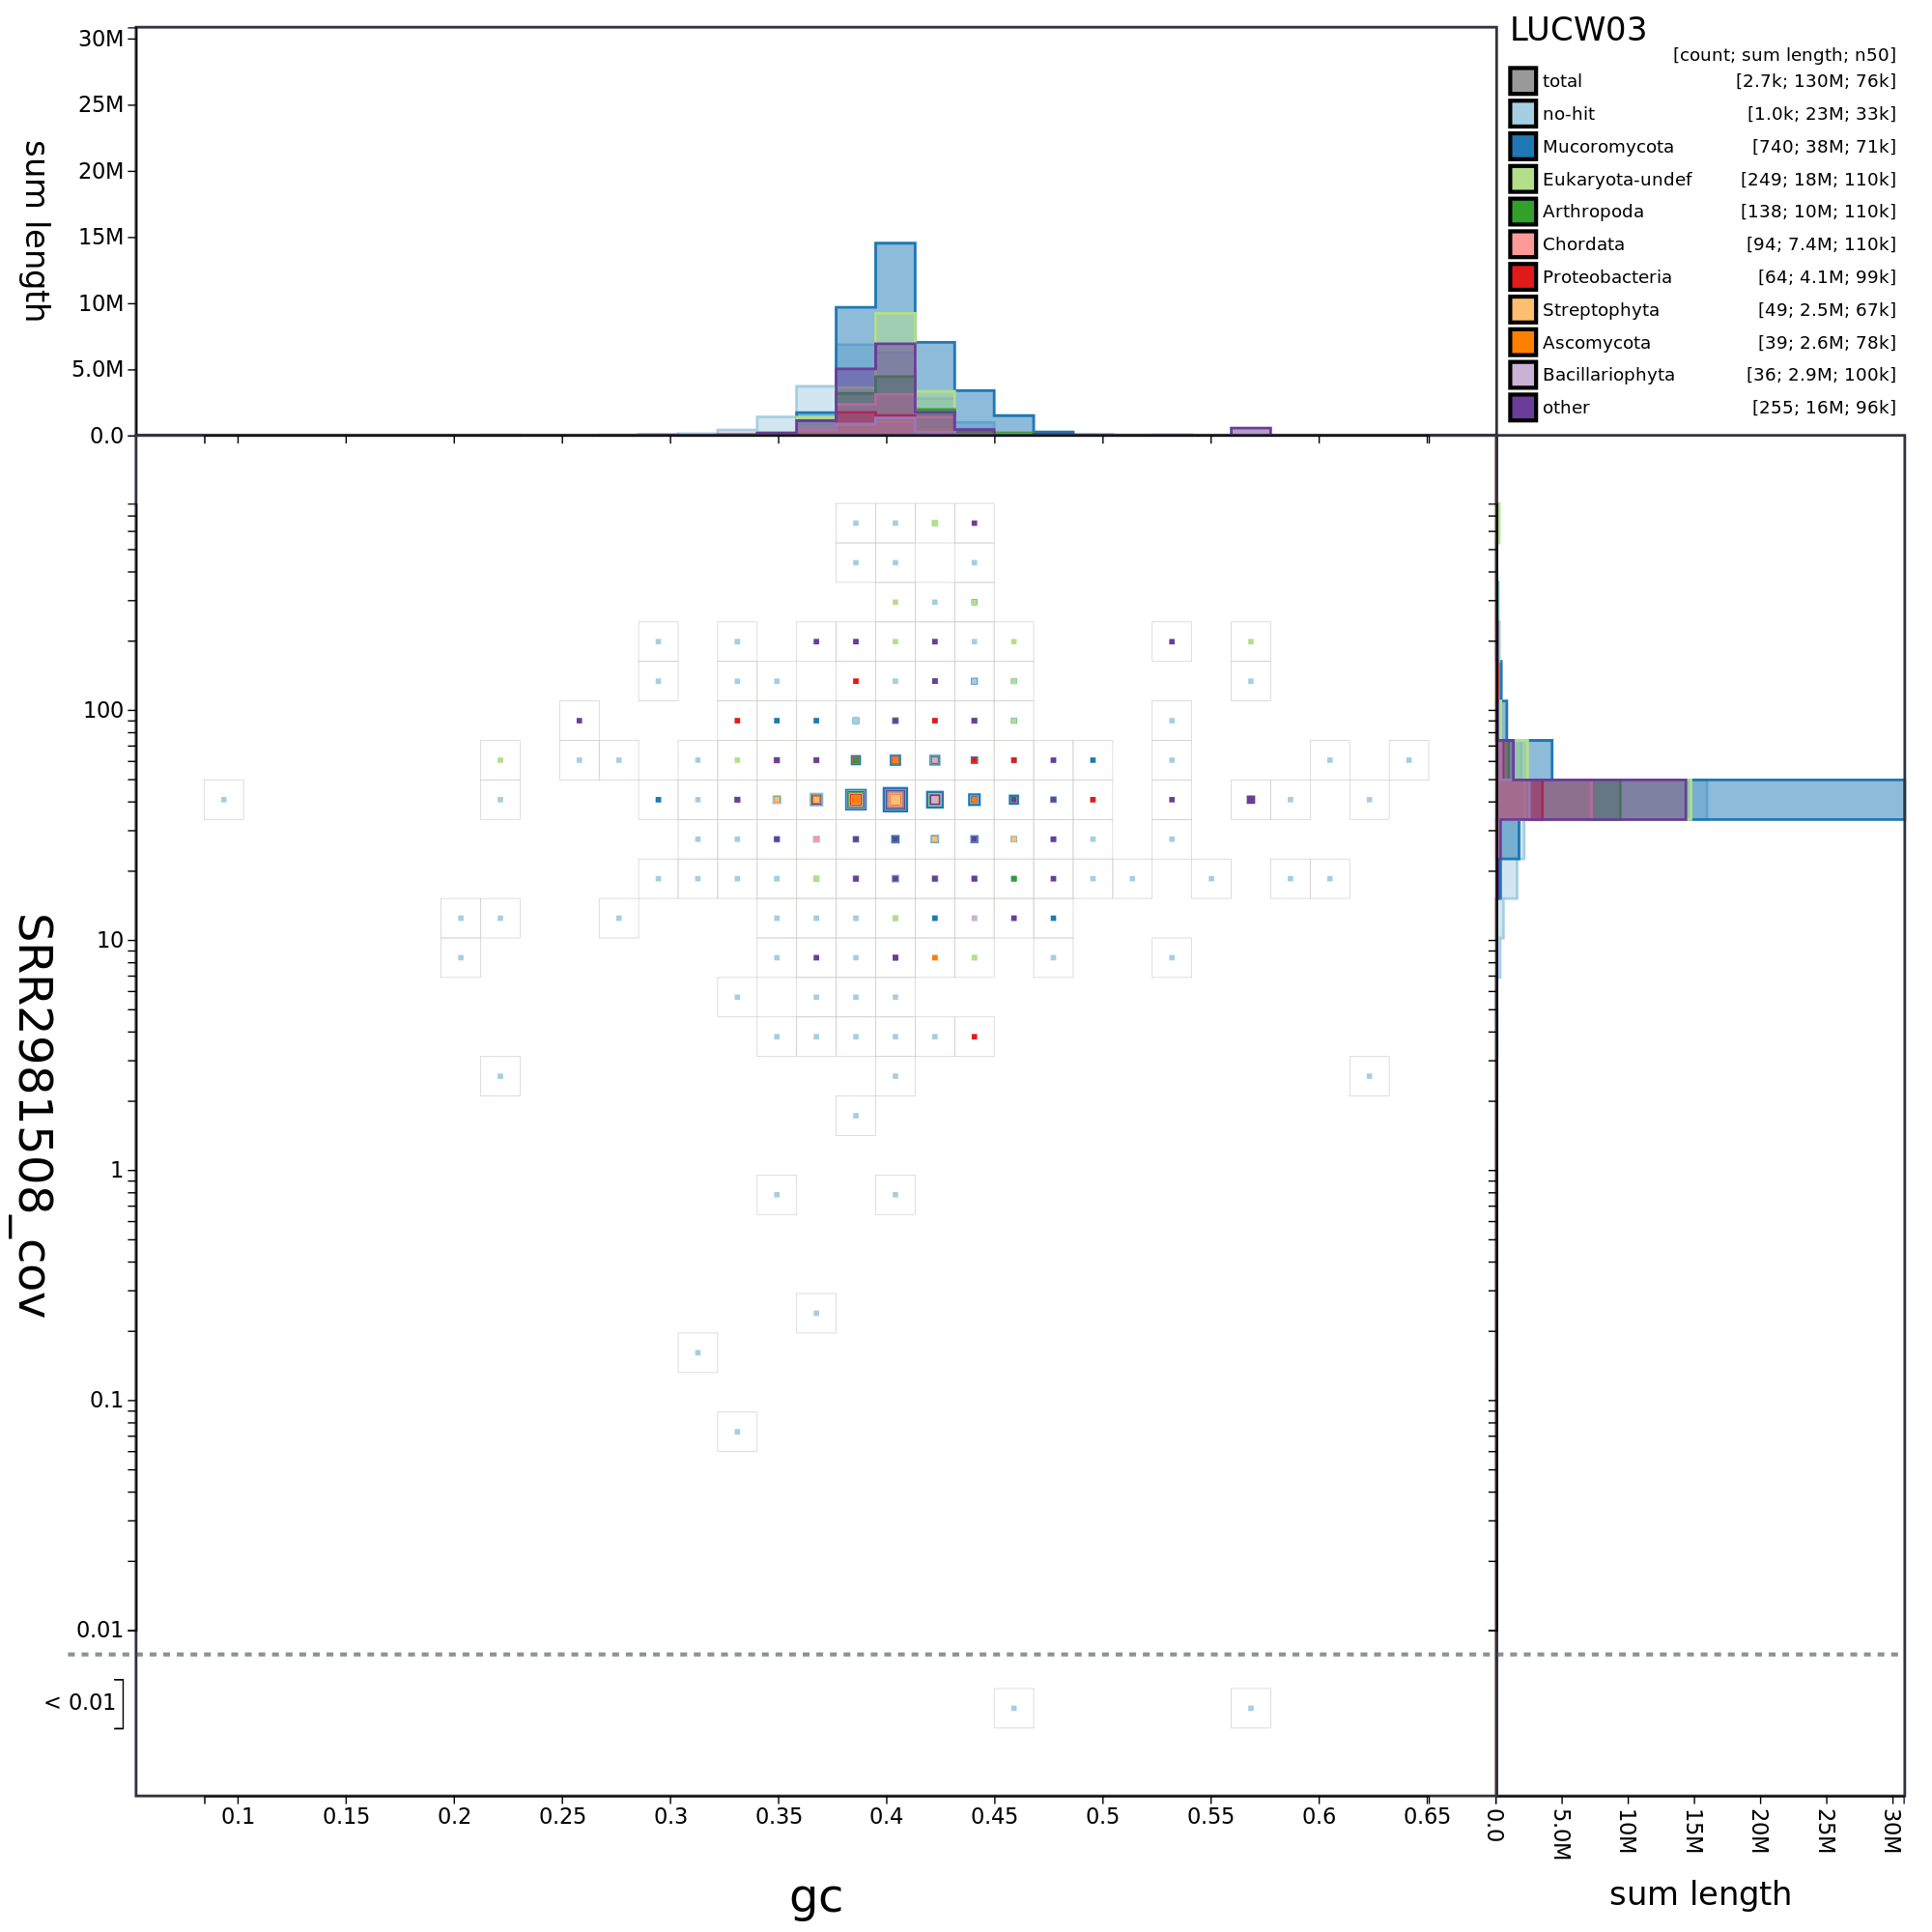 LUCW03
[count; sum length; n50]
total [2.7k; 130M; 76k]
no-hit [1.0k; 23M; 33k]
Mucoromycota [740; 38M; 71k]
Eukaryota-undef [249; 18M; 110k]
Arthropoda [138; 10M; 110k]
Chordata [94; 7.4M; 110k]
Proteobacteria [64; 4.1M; 99k]
Streptophyta [49; 2.5M; 67k]
Ascomycota [39; 2.6M; 78k]
Bacillariophyta [36; 2.9M; 100k]
other [255; 16M; 96k]
sum length
30M
25M
20M
15M
10M
5.0M
0.0
SRR2981508_cov
100
10
1
0.1
0.01
< 0.01
0.1 0.15 0.2 0.25 0.3 0.35 0.4 0.45 0.5 0.55 0.6 0.65
gc
0.0 5.0M 10M 15M 20M 25M 30M
sum length